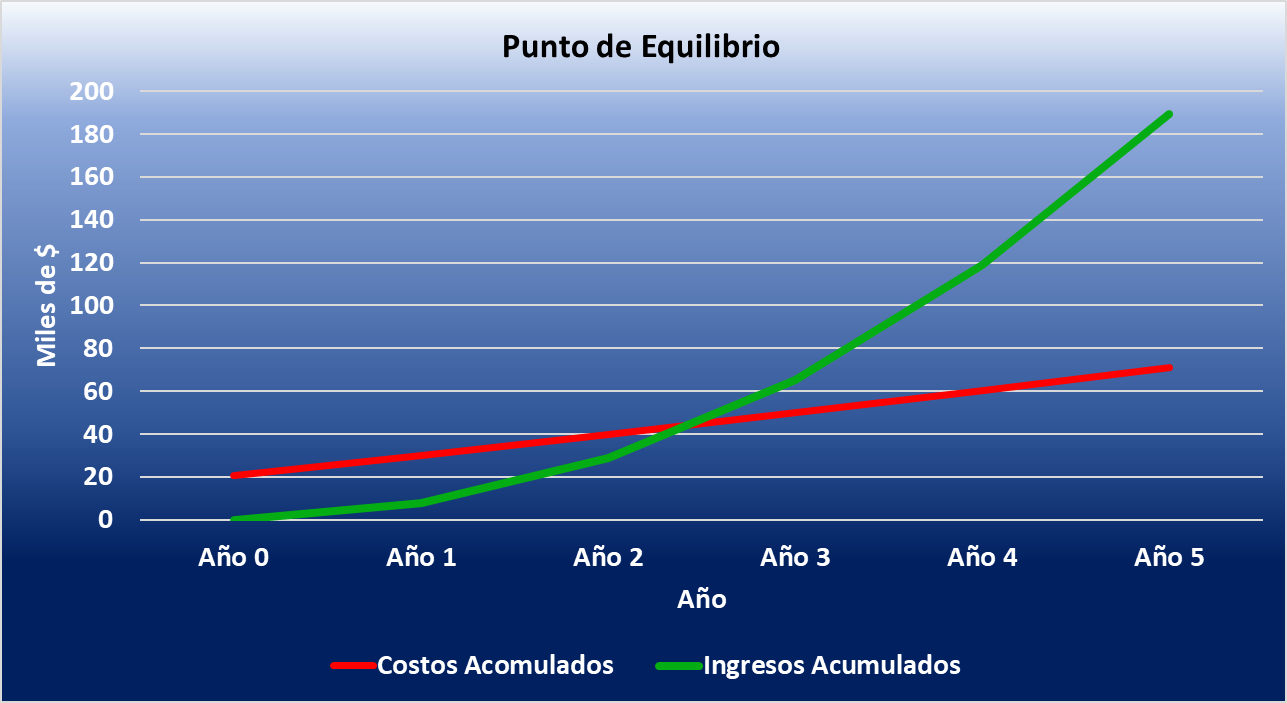 Punto de Equilibrio
200
180
160
140
120
100
80
60
40
20
0
Miles de $
Año 0 Año 1 Año 2 Año 3 Año 4 Año 5
Año
Costos Acomulados Ingresos Acumulados